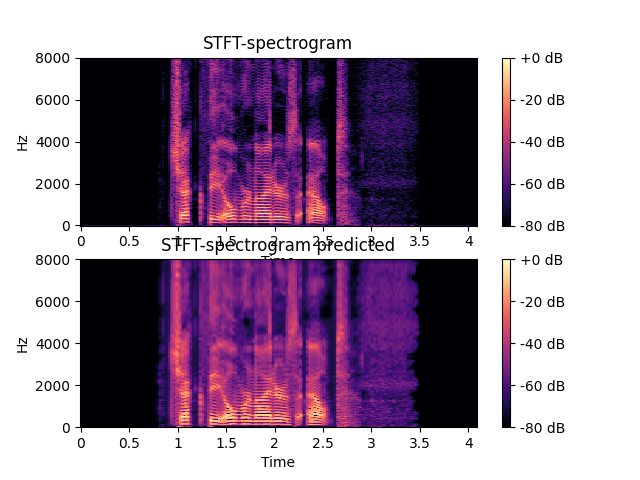 STFT-spectrogram
8000
6000
4000
2000
0
Hz
0 0.5 1 1.5 2 2.5 3 3.5 4
Time
+0 dB
-20 dB
-40 dB
-60 dB
-80 dB
STFT-spectrogram predicted
8000
6000
4000
2000
0
Hz
0 0.5 1 1.5 2 2.5 3 3.5 4
Time
+0 dB
-20 dB
-40 dB
-60 dB
-80 dB